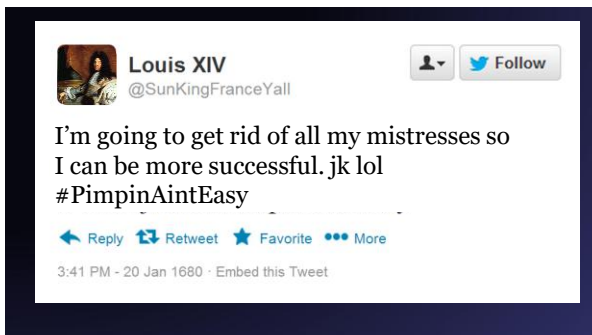 Louis XIV
@SunKingFranceYall
Follow
I'm going to get rid of all my mistresses so
I can be more successful. jk lol
#PimpinAintEasy
Reply Retweet Favorite More
3:41 PM - 20 Jan 1680 · Embed this Tweet